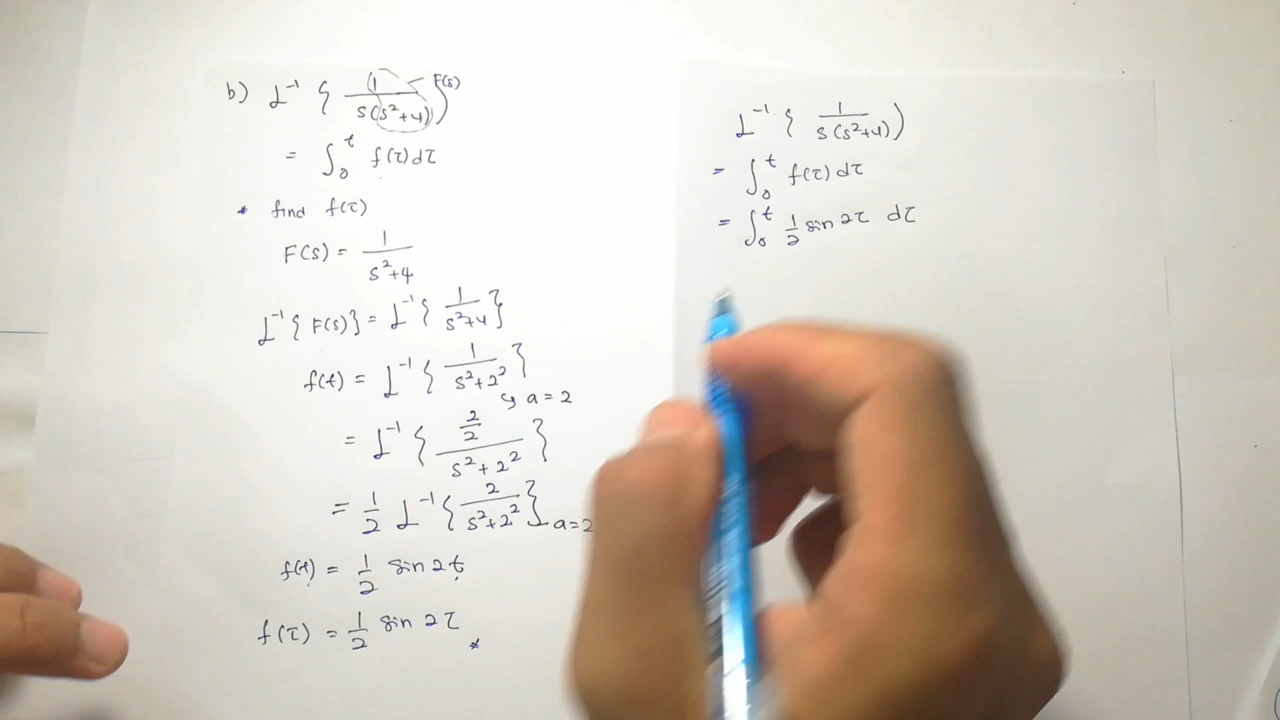 b) L⁻¹ { 1 / s(s²+4) } F(s)
= ∫₀ᵗ f(τ)dτ
* find f(τ)
F(s) = 1 / s²+4
L⁻¹{F(s)} = L⁻¹{ 1 / s²+4 }
f(t) = L⁻¹{ 1 / s²+2² }
↳ a = 2
= L⁻¹{ 2/2 / s²+2² }
= 1/2 L⁻¹{ 2 / s²+2² } a=2
f(t) = 1/2 sin 2t
f(τ) = 1/2 sin 2τ *
L⁻¹ { 1 / s(s²+4) )
= ∫₀ᵗ f(τ)dτ
= ∫₀ᵗ 1/2 sin 2τ dτ